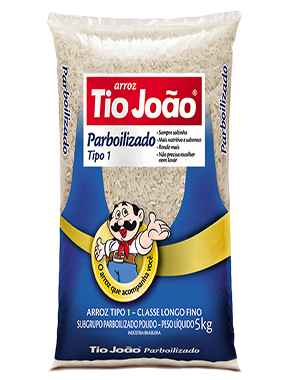 arroz
Tio João®
Parboilizado
Tipo 1
• Sempre soltinho
• Mais nutritivo e saboroso
• Rende mais
• Não precisa escolher
nem lavar
Parboilizado
Parboilizado
O arroz que acompanha você.
ARROZ TIPO 1 – CLASSE LONGO FINO
SUBGRUPO PARBOILIZADO POLIDO – PESO LÍQUIDO 5kg
INDÚSTRIA BRASILEIRA
Tio João Parboilizado